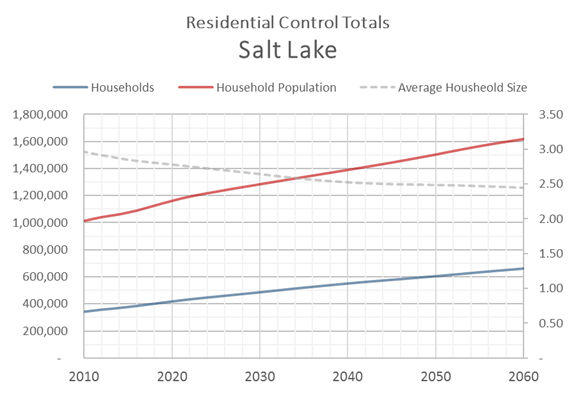 Residential Control Totals
Salt Lake
Households Household Population Average Housheold Size
1,800,000 3.50
1,600,000 3.00
1,400,000 2.50
1,200,000 2.00
1,000,000
800,000 1.50
600,000 1.00
400,000 0.50
200,000
- -
2010 2020 2030 2040 2050 2060